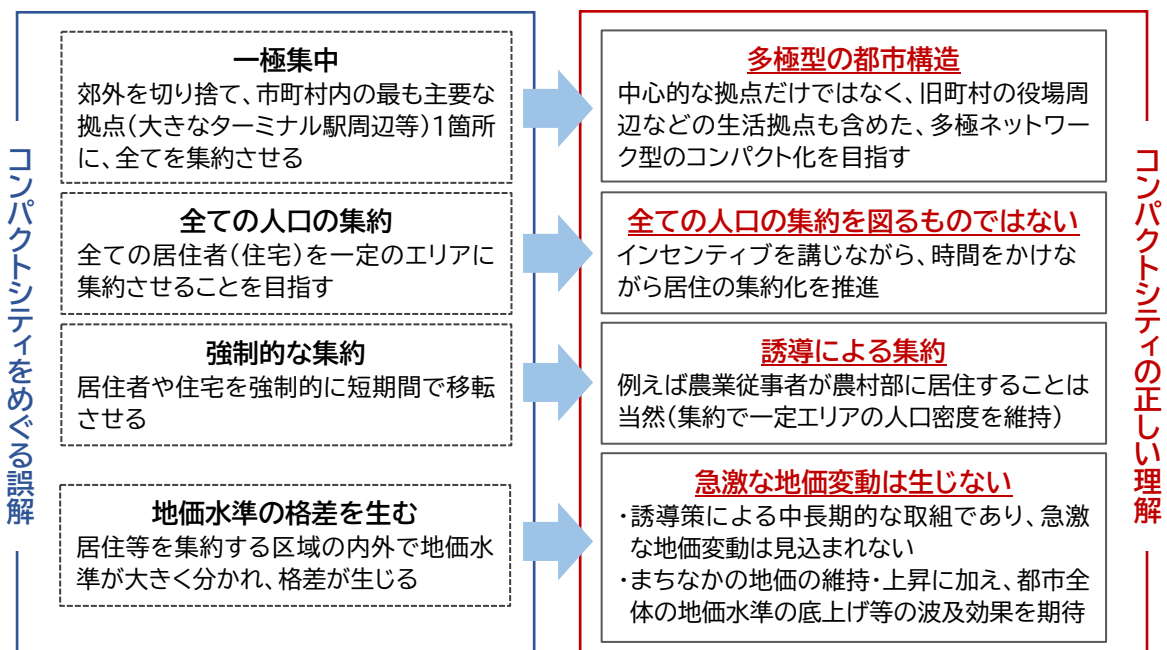 コンパクトシティをめぐる誤解
一極集中
郊外を切り捨て、市町村内の最も主要な
拠点(大きなターミナル駅周辺等)1箇所
に、全てを集約させる
全ての人口の集約
全ての居住者(住宅)を一定のエリアに
集約させることを目指す
強制的な集約
居住者や住宅を強制的に短期間で移転
させる
地価水準の格差を生む
居住等を集約する区域の内外で地価水
準が大きく分かれ、格差が生じる
コンパクトシティの正しい理解
多極型の都市構造
中心的な拠点だけではなく、旧町村の役場周
辺などの生活拠点も含めた、多極ネットワー
ク型のコンパクト化を目指す
全ての人口の集約を図るものではない
インセンティブを講じながら、時間をかけな
がら居住の集約化を推進
誘導による集約
例えば農業従事者が農村部に居住することは
当然(集約で一定エリアの人口密度を維持)
急激な地価変動は生じない
・誘導策による中長期的な取組であり、急激
な地価変動は見込まれない
・まちなかの地価の維持・上昇に加え、都市全
体の地価水準の底上げ等の波及効果を期待